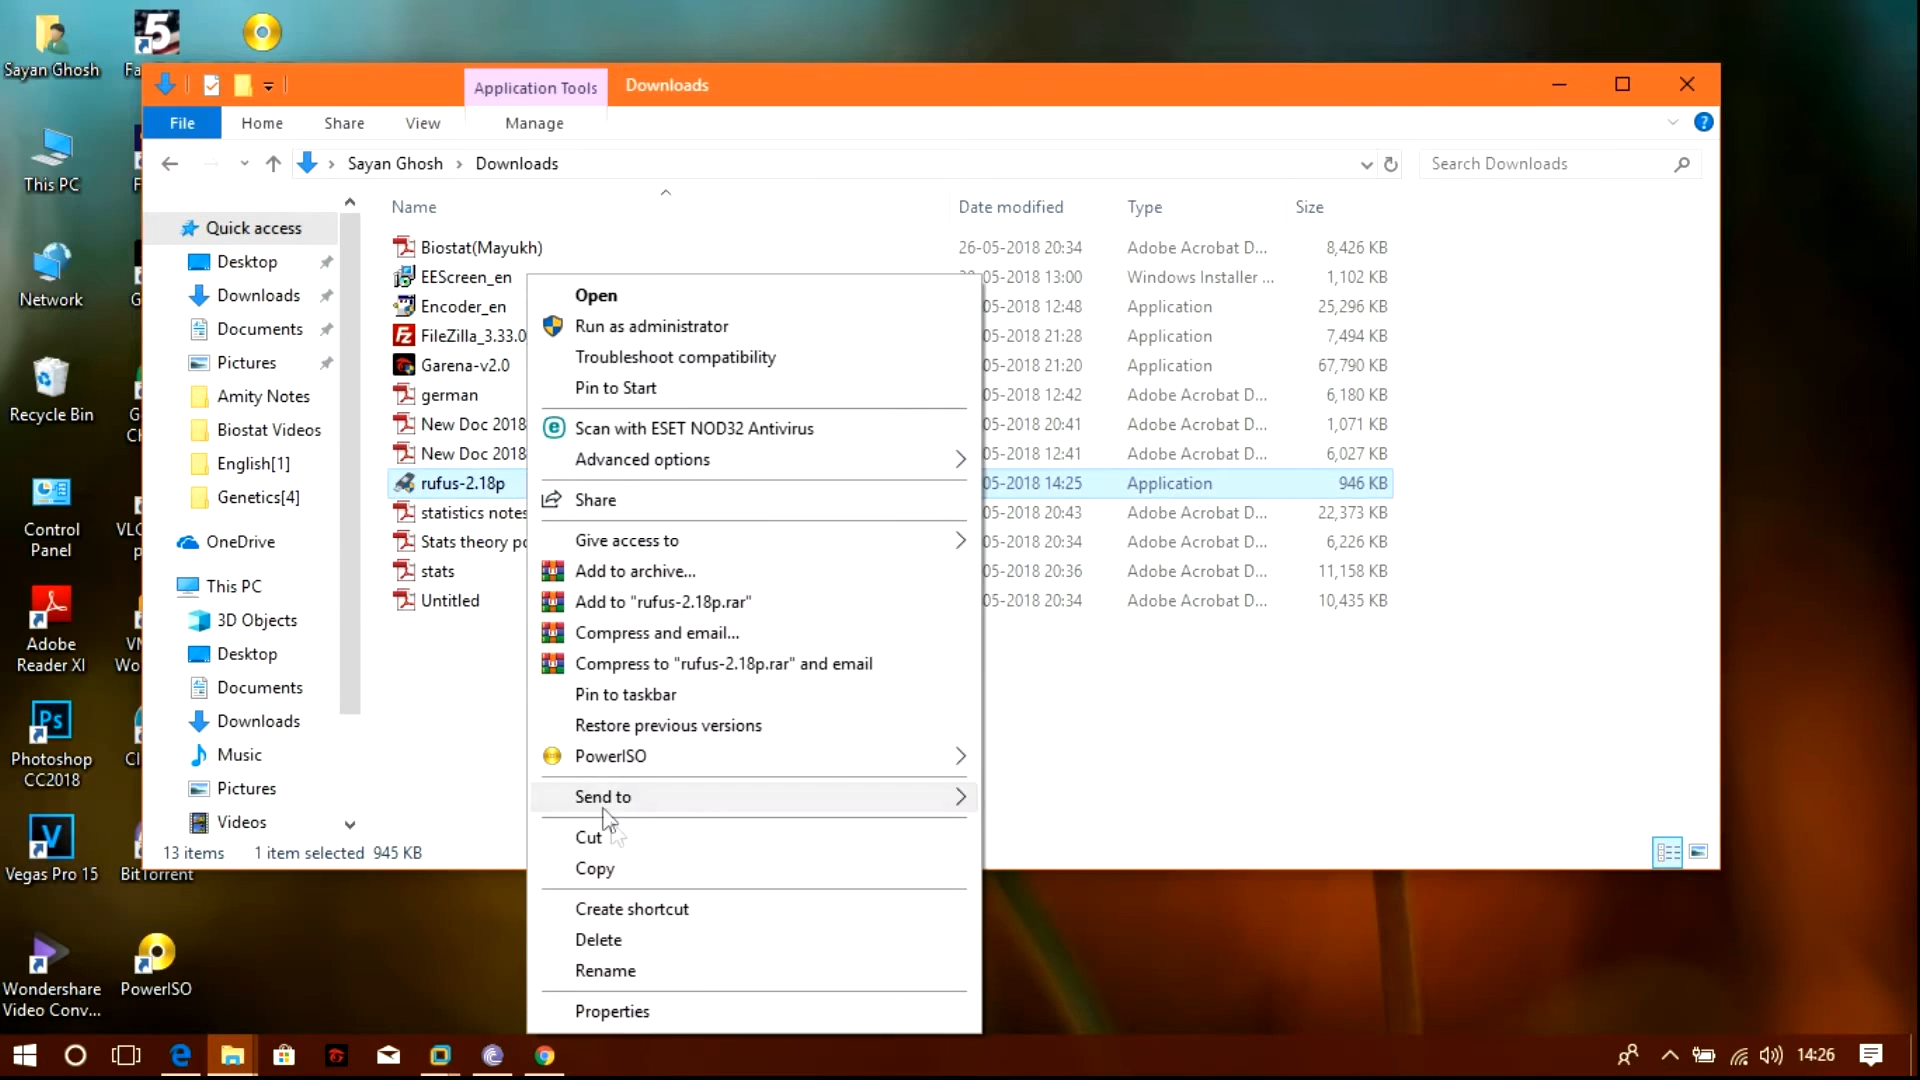 Sayan Ghosh
Fa
This PC
F
Network
G
Recycle Bin
Control
Panel
VLC
p
Adobe
Reader XI
Wo
Ps
Photoshop
CC2018
Cl
V
Vegas Pro 15
BitTorrent
Wondershare
Video Conv...
PowerISO
Application Tools
Downloads
File
Home
Share
View
Manage
Sayan Ghosh
Downloads
Search Downloads
Quick access
Desktop
Downloads
Documents
Pictures
Amity Notes
Biostat Videos
English[1]
Genetics[4]
OneDrive
This PC
3D Objects
Desktop
Documents
Downloads
Music
Pictures
Videos
Name
Date modified
Type
Size
Biostat(Mayukh) 26-05-2018 20:34 Adobe Acrobat D... 8,426 KB
EEScreen_en 05-2018 13:00 Windows Installer ... 1,102 KB
Encoder_en 05-2018 12:48 Application 25,296 KB
FileZilla_3.33.0 05-2018 21:28 Application 7,494 KB
Garena-v2.0 05-2018 21:20 Application 67,790 KB
german 05-2018 12:42 Adobe Acrobat D... 6,180 KB
New Doc 2018 05-2018 20:41 Adobe Acrobat D... 1,071 KB
New Doc 2018 05-2018 12:41 Adobe Acrobat D... 6,027 KB
rufus-2.18p 05-2018 14:25 Application 946 KB
statistics notes 05-2018 20:43 Adobe Acrobat D... 22,373 KB
Stats theory po 05-2018 20:34 Adobe Acrobat D... 6,226 KB
stats 05-2018 20:36 Adobe Acrobat D... 11,158 KB
Untitled 05-2018 20:34 Adobe Acrobat D... 10,435 KB
Open
Run as administrator
Troubleshoot compatibility
Pin to Start
Scan with ESET NOD32 Antivirus
Advanced options
Share
Give access to
Add to archive...
Add to "rufus-2.18p.rar"
Compress and email...
Compress to "rufus-2.18p.rar" and email
Pin to taskbar
Restore previous versions
PowerISO
Send to
Cut
Copy
Create shortcut
Delete
Rename
Properties
13 items 1 item selected 945 KB
14:26